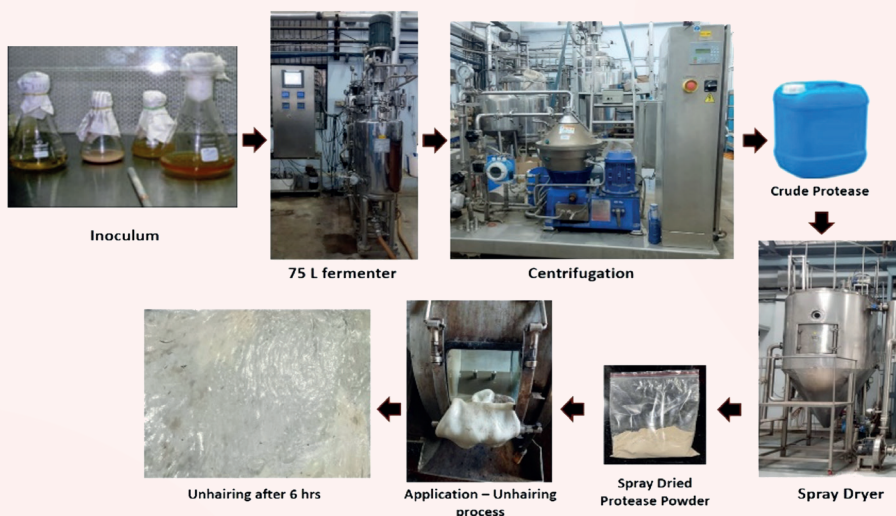 Inoculum
75 L fermenter
Centrifugation
Crude Protease
Spray Dryer
Spray Dried
Protease Powder
Application – Unhairing
process
Unhairing after 6 hrs